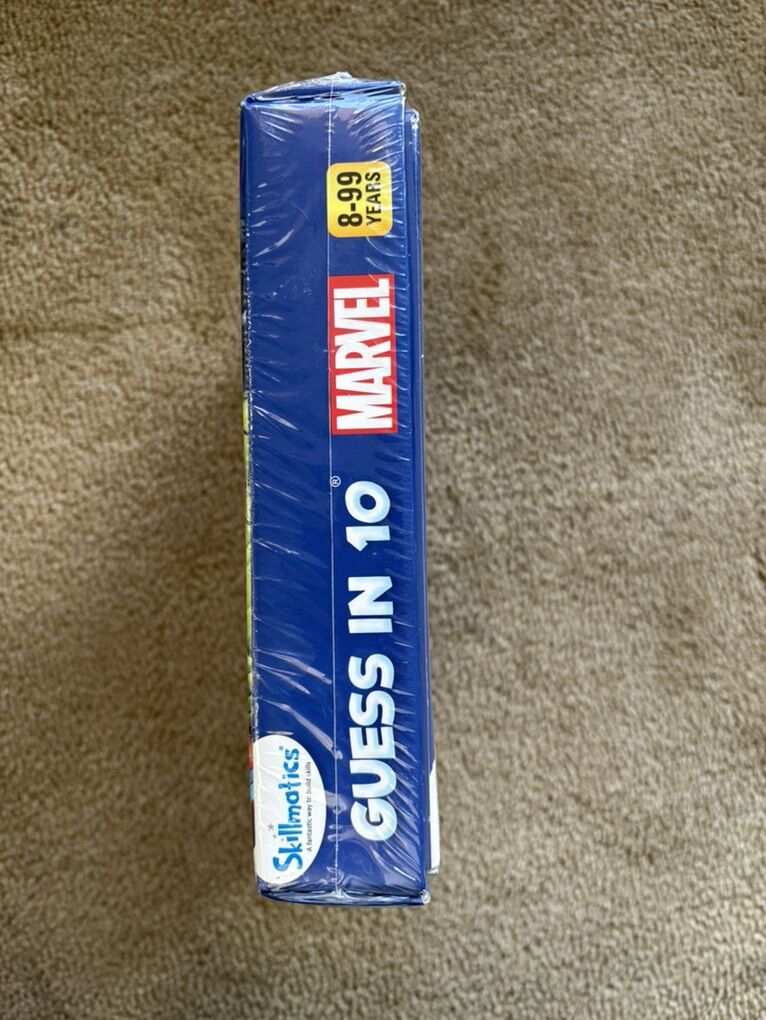 Skillmatics®
A fantastic way to build skills
GUESS IN 10®
MARVEL
8-99
YEARS